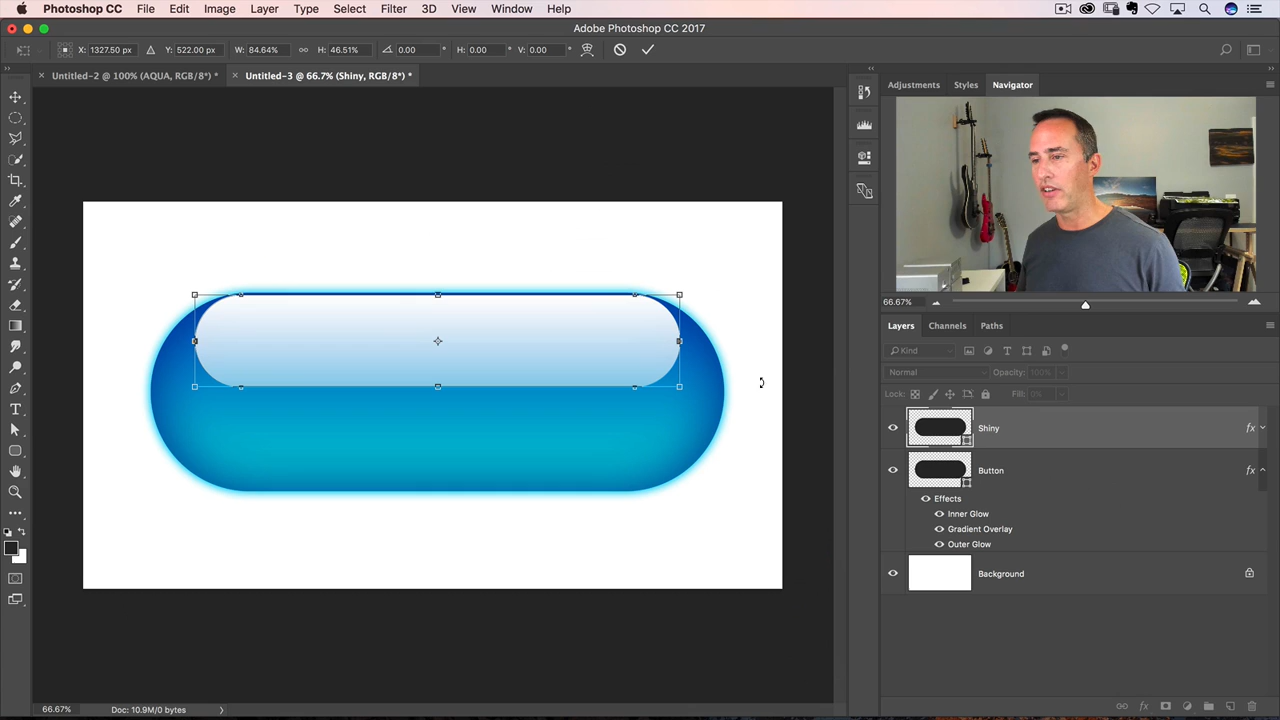 Photoshop CC File Edit Image Layer Type Select Filter 3D View Window Help
Adobe Photoshop CC 2017
X: 1327.50 px Y: 522.00 px W: 84.64% H: 46.51% 0.00 ° H: 0.00 ° V: 0.00 °
Untitled-2 @ 100% (AQUA, RGB/8*) * Untitled-3 @ 66.7% (Shiny, RGB/8*) *
Adjustments Styles Navigator
66.67%
Layers Channels Paths
Kind
Normal Opacity: 100%
Lock: Fill: 0%
Shiny fx
Button fx
Effects
Inner Glow
Gradient Overlay
Outer Glow
Background
66.67% Doc: 10.9M/0 bytes